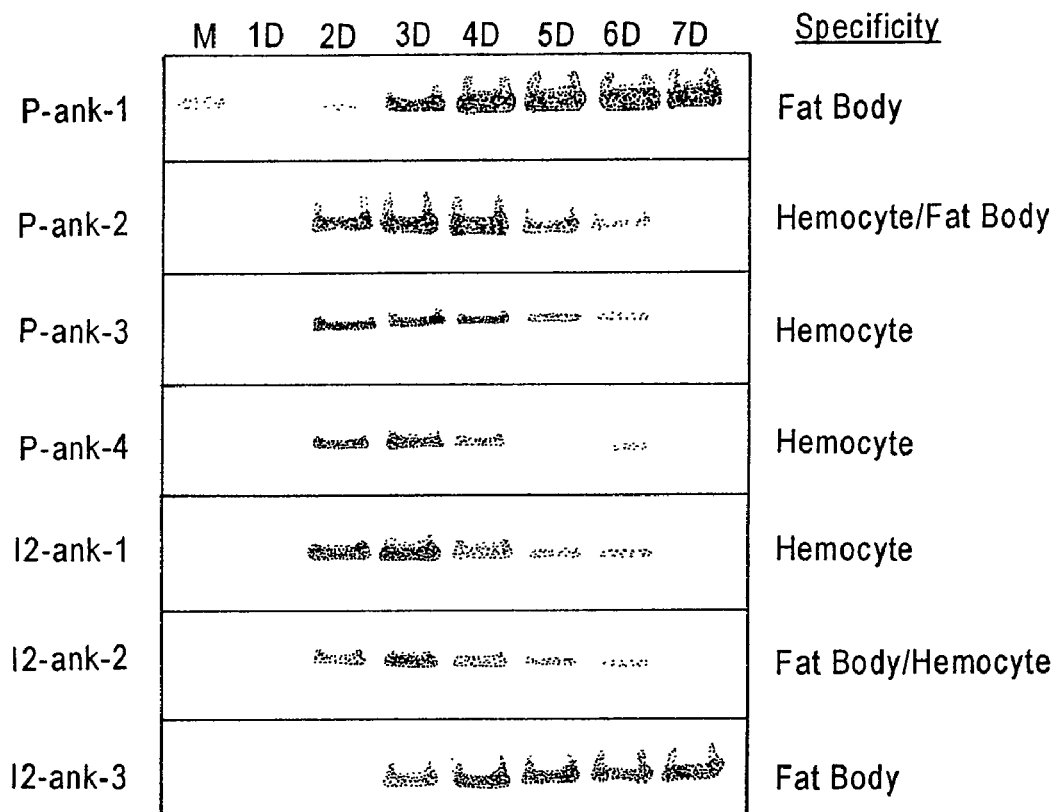 M 1D 2D 3D 4D 5D 6D 7D Specificity
P-ank-1 Fat Body
P-ank-2 Hemocyte/Fat Body
P-ank-3 Hemocyte
P-ank-4 Hemocyte
I2-ank-1 Hemocyte
I2-ank-2 Fat Body/Hemocyte
I2-ank-3 Fat Body